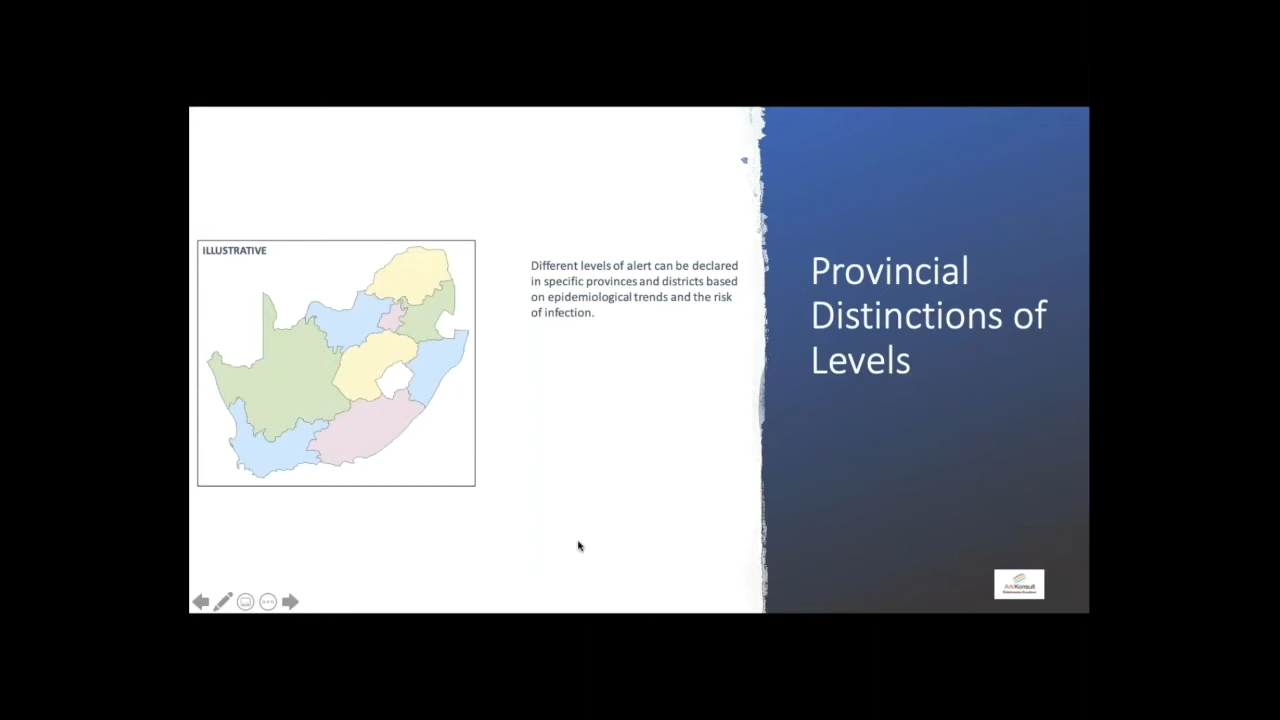 ILLUSTRATIVE
Different levels of alert can be declared
in specific provinces and districts based
on epidemiological trends and the risk
of infection.
Provincial
Distinctions of
Levels
ArkKonsult